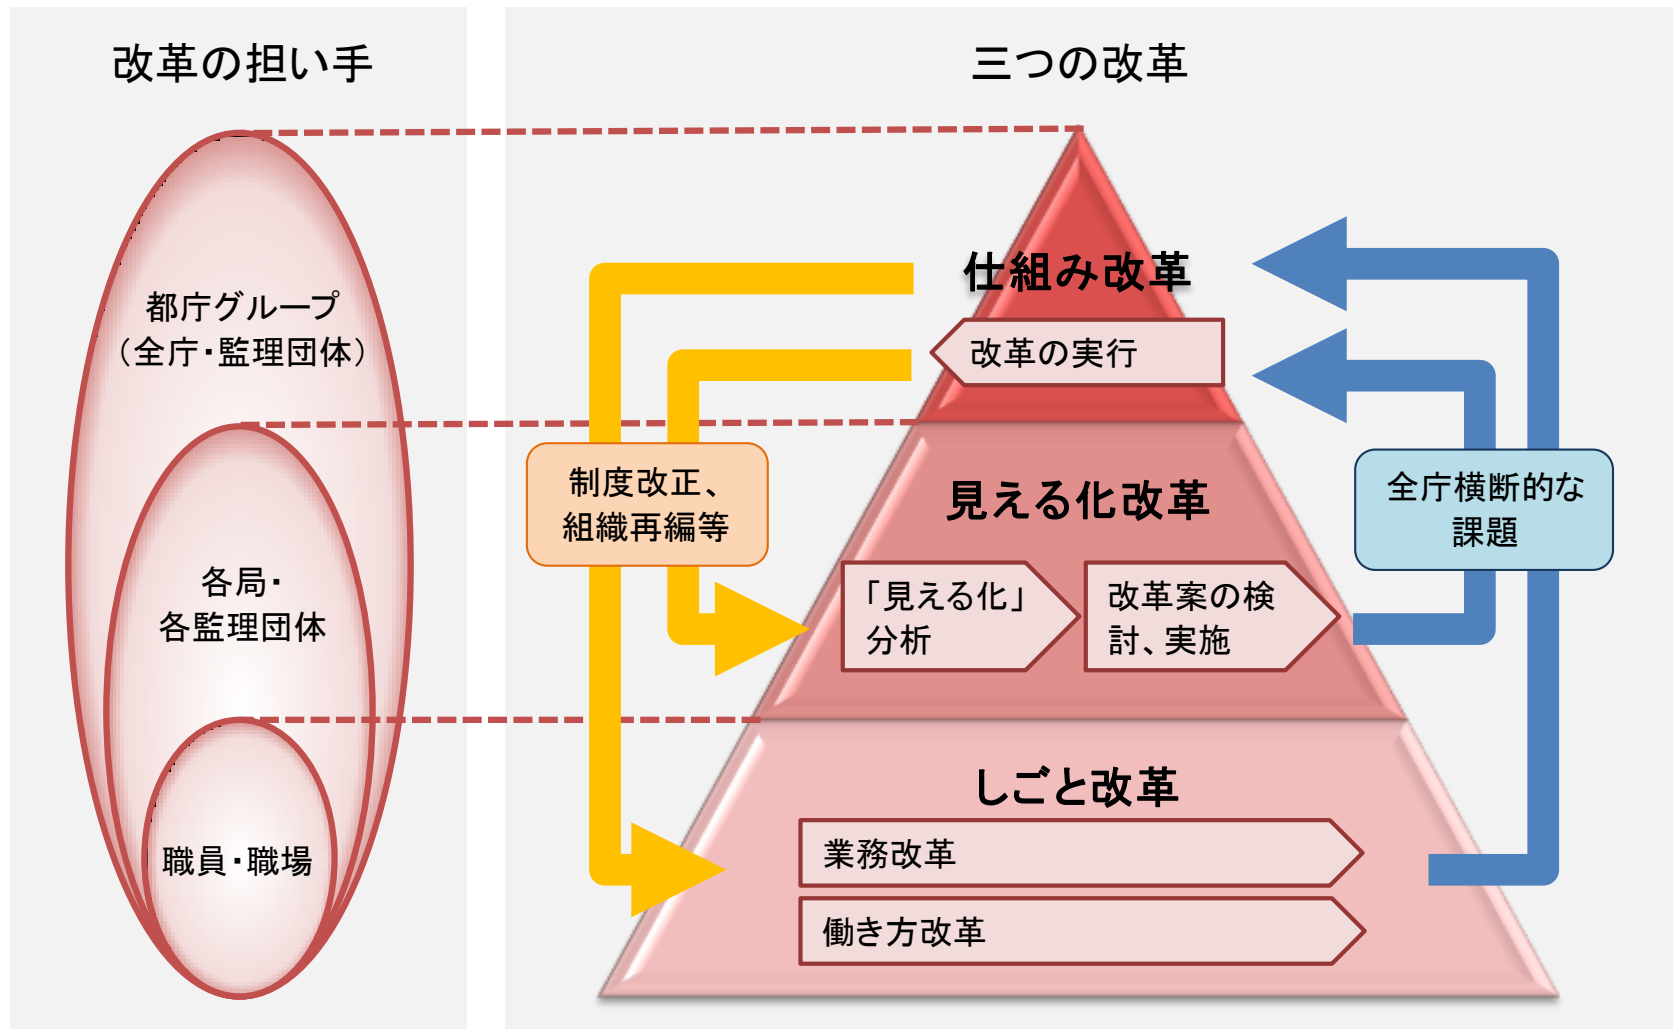 改革の担い手
都庁グループ
（全庁・監理団体）
各局・
各監理団体
職員・職場
三つの改革
仕組み改革
改革の実行
制度改正、
組織再編等
見える化改革
「見える化」
分析
改革案の検
討、実施
全庁横断的な
課題
しごと改革
業務改革
働き方改革